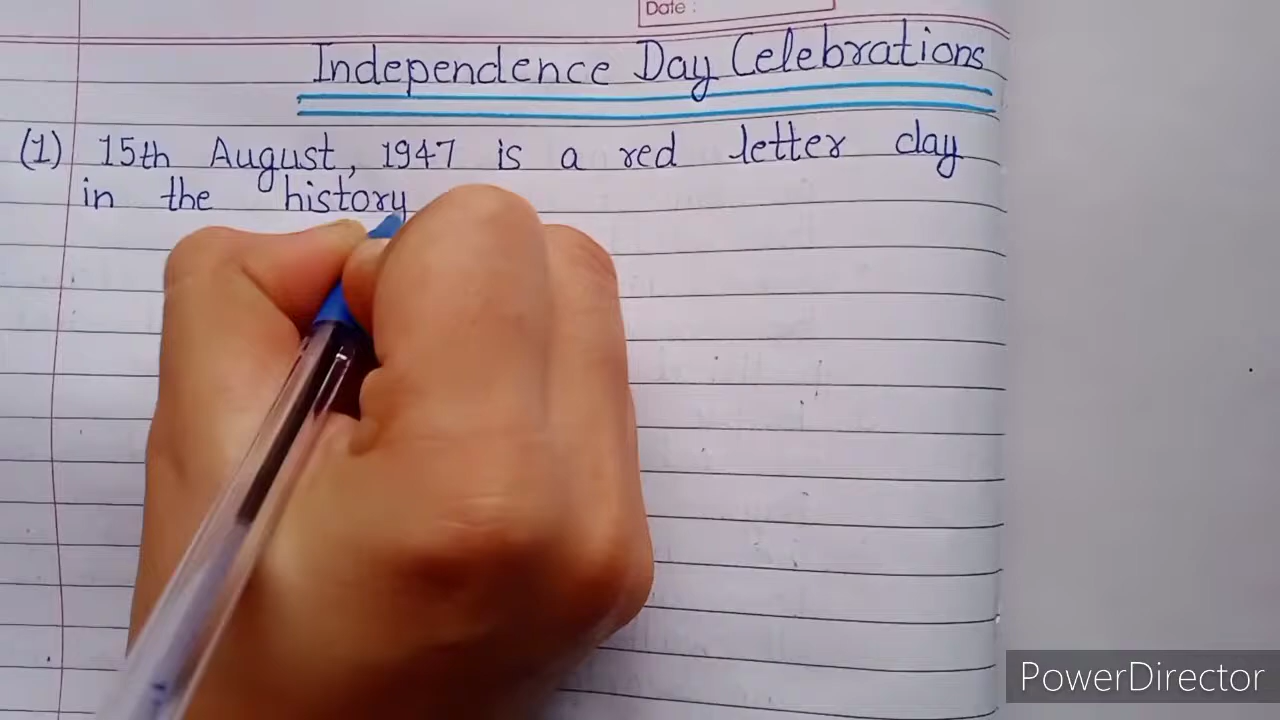 Date :
Independence Day Celebrations
(1) 15th August, 1947 is a red letter day
in the history
PowerDirector